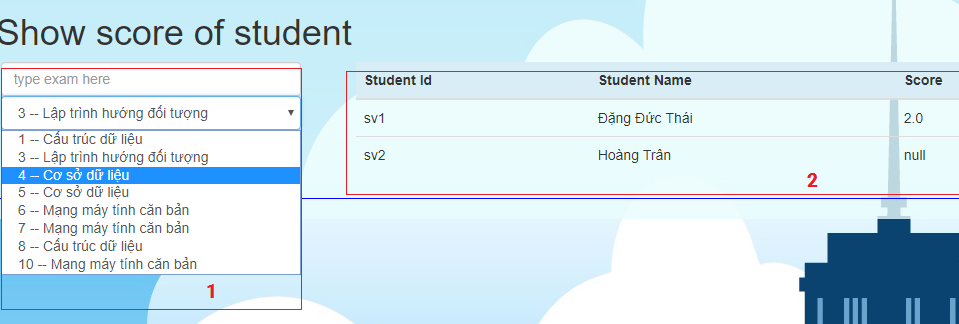 Show score of student
type exam here
3 -- Lập trình hướng đối tượng
1 -- Cấu trúc dữ liệu
3 -- Lập trình hướng đối tượng
4 -- Cơ sở dữ liệu
5 -- Cơ sở dữ liệu
6 -- Mạng máy tính căn bản
7 -- Mạng máy tính căn bản
8 -- Cấu trúc dữ liệu
10 -- Mạng máy tính căn bản
1
Student Id Student Name Score
sv1 Đặng Đức Thái 2.0
sv2 Hoàng Trân null
2